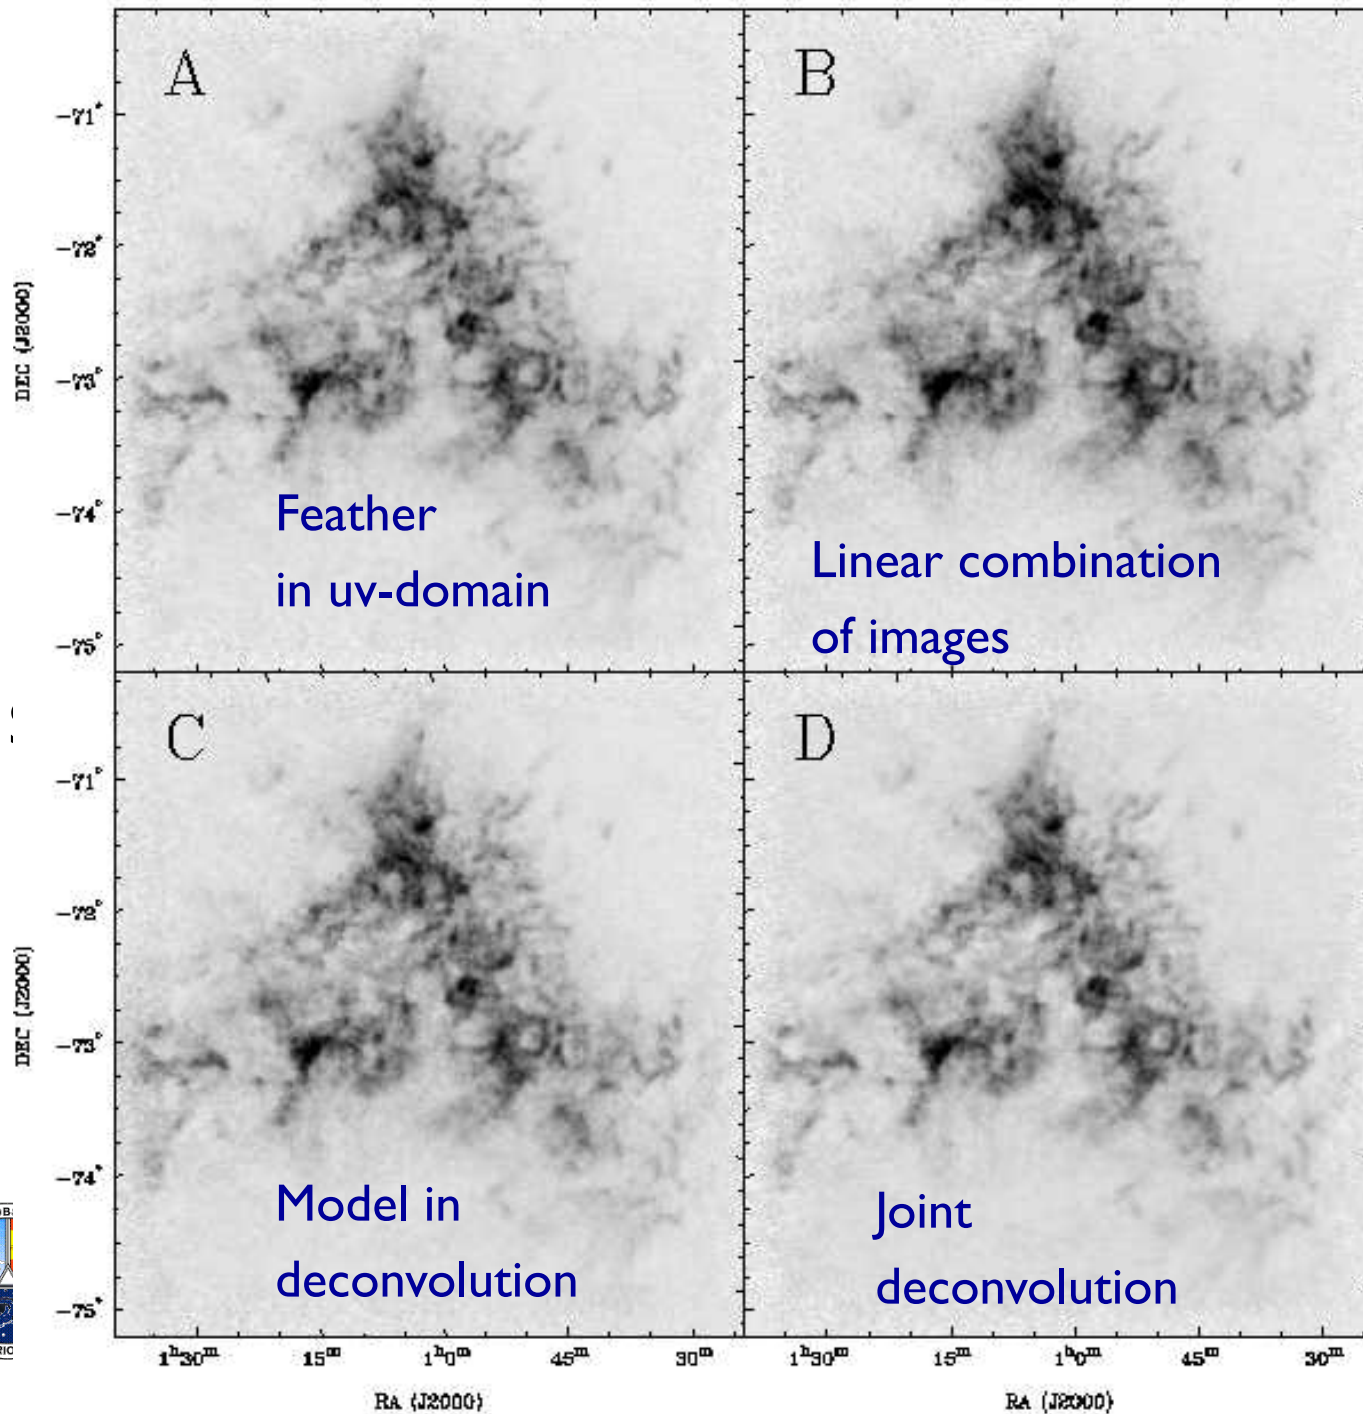 A
B
-71°
-72°
-73°
-74°
-75°
DEC (J2000)
Feather
in uv-domain
Linear combination
of images
C
D
-71°
-72°
-73°
-74°
-75°
DEC (J2000)
Model in
deconvolution
Joint
deconvolution
1h30m 15m 1h0m 45m 30m
1h30m 15m 1h0m 45m 30m
RA (J2000)
RA (J2000)